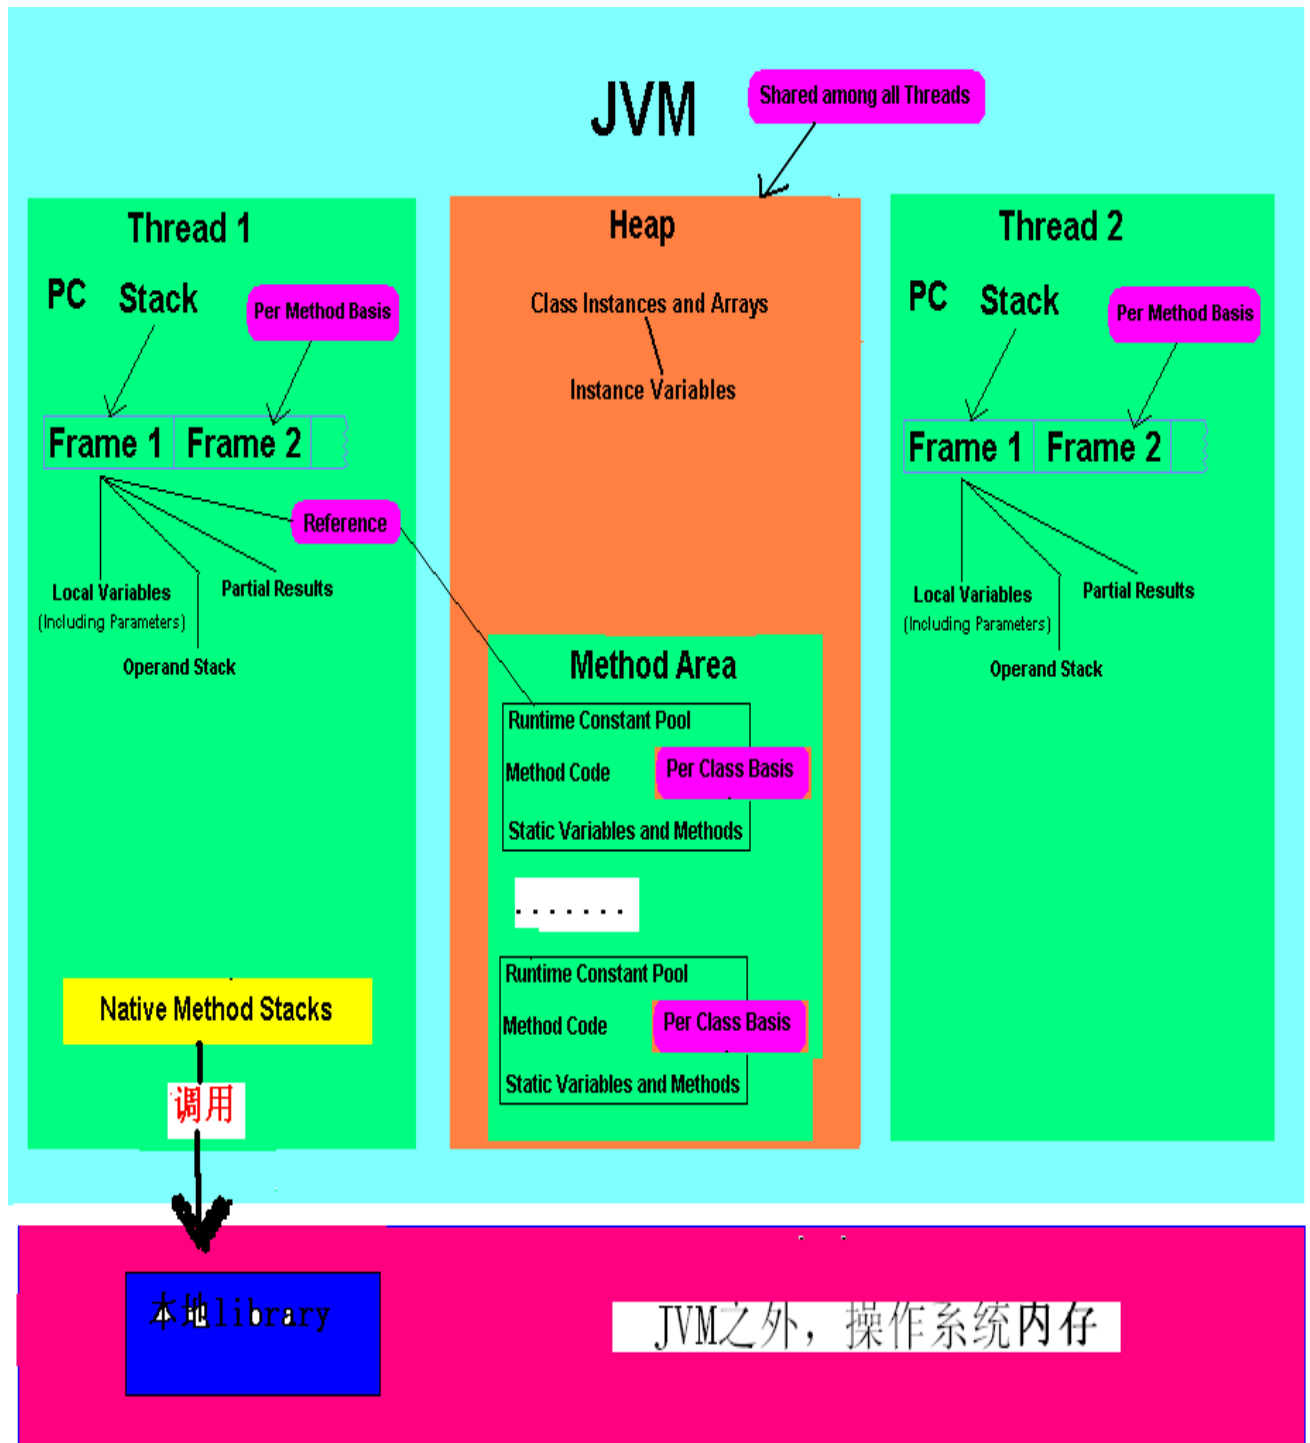 JVM
Shared among all Threads
Thread 1
PC
Stack
Per Method Basis
Frame 1
Frame 2
Reference
Local Variables
(Including Parameters)
Partial Results
Operand Stack
Native Method Stacks
调用
Heap
Class Instances and Arrays
Instance Variables
Method Area
Runtime Constant Pool
Method Code
Per Class Basis
Static Variables and Methods
.......
Runtime Constant Pool
Method Code
Per Class Basis
Static Variables and Methods
Thread 2
PC
Stack
Per Method Basis
Frame 1
Frame 2
Local Variables
(Including Parameters)
Partial Results
Operand Stack
本地library
JVM之外，操作系统内存